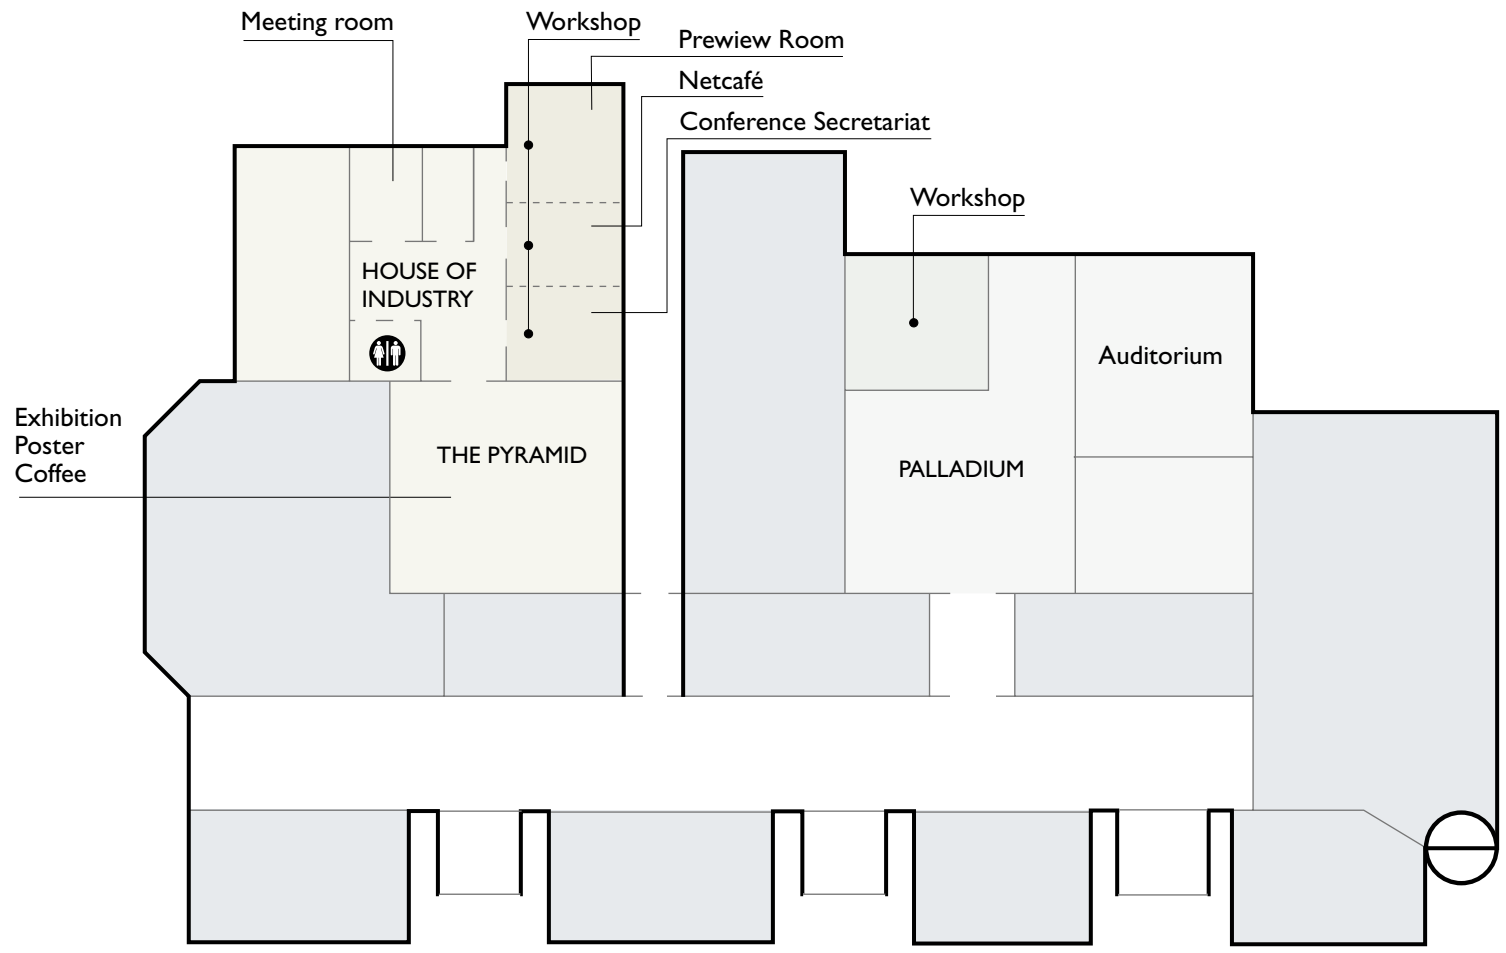 Meeting room
Workshop
Prewiew Room
Netcafé
Conference Secretariat
Workshop
HOUSE OF
INDUSTRY
Auditorium
Exhibition
Poster
Coffee
THE PYRAMID
PALLADIUM